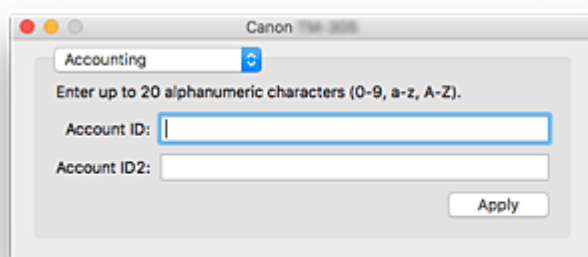 Canon
Accounting
Enter up to 20 alphanumeric characters (0-9, a-z, A-Z).
Account ID:
Account ID2:
Apply